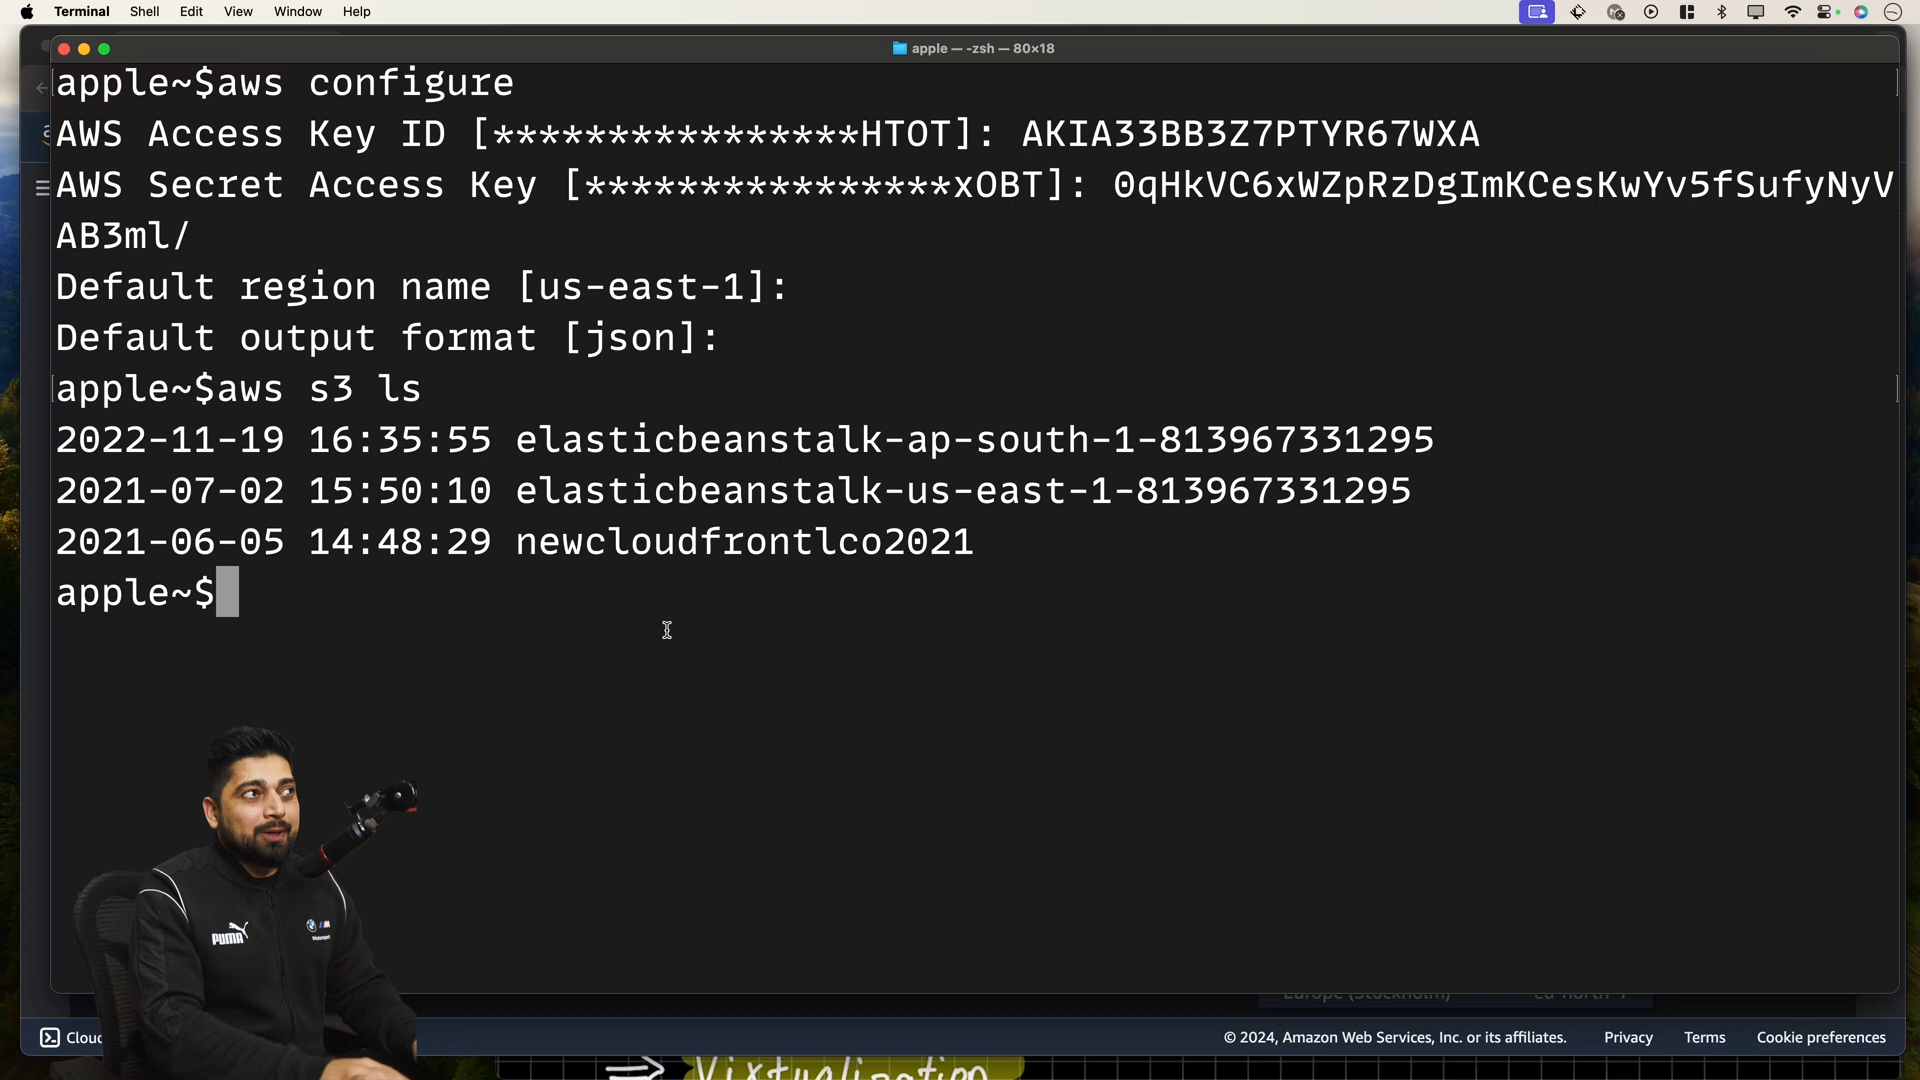 Terminal Shell Edit View Window Help
apple — -zsh — 80×18
apple~$aws configure
AWS Access Key ID [****************HTOT]: AKIA33BB3Z7PTYR67WXA
AWS Secret Access Key [****************xOBT]: 0qHkVC6xWZpRzDgImKCesKwYv5fSufyNyV
AB3ml/
Default region name [us-east-1]:
Default output format [json]:
apple~$aws s3 ls
2022-11-19 16:35:55 elasticbeanstalk-ap-south-1-813967331295
2021-07-02 15:50:10 elasticbeanstalk-us-east-1-813967331295
2021-06-05 14:48:29 newcloudfrontlco2021
apple~$
PUMA
© 2024, Amazon Web Services, Inc. or its affiliates. Privacy Terms Cookie preferences